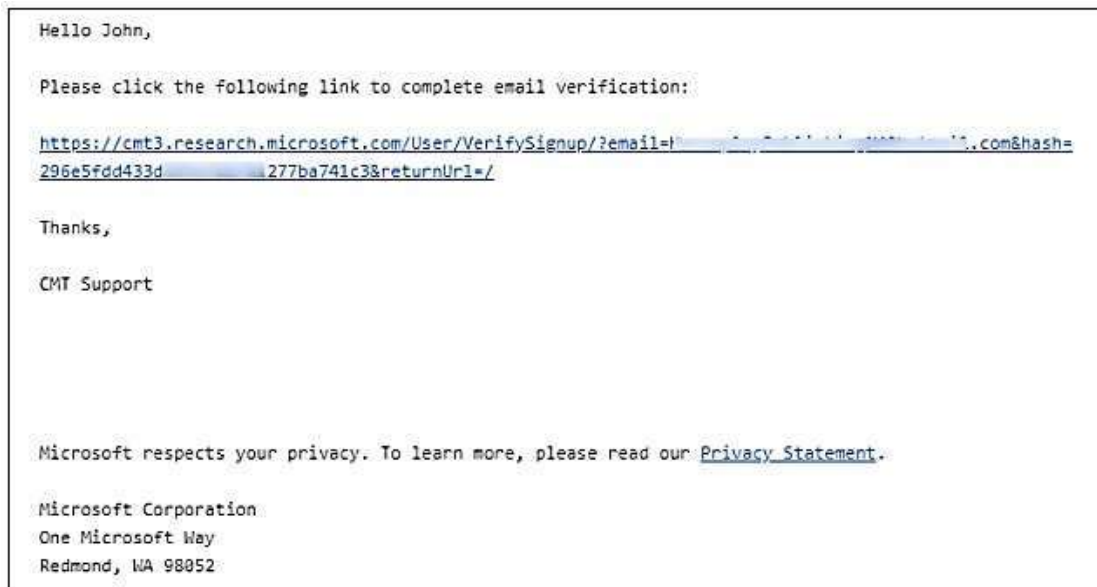 Hello John,
Please click the following link to complete email verification:
https://cmt3.research.microsoft.com/User/VerifySignup/?email= .com&hash=
296e5fdd433d 277ba741c3&returnUrl=/
Thanks,
CMT Support
Microsoft respects your privacy. To learn more, please read our Privacy Statement.
Microsoft Corporation
One Microsoft Way
Redmond, WA 98052